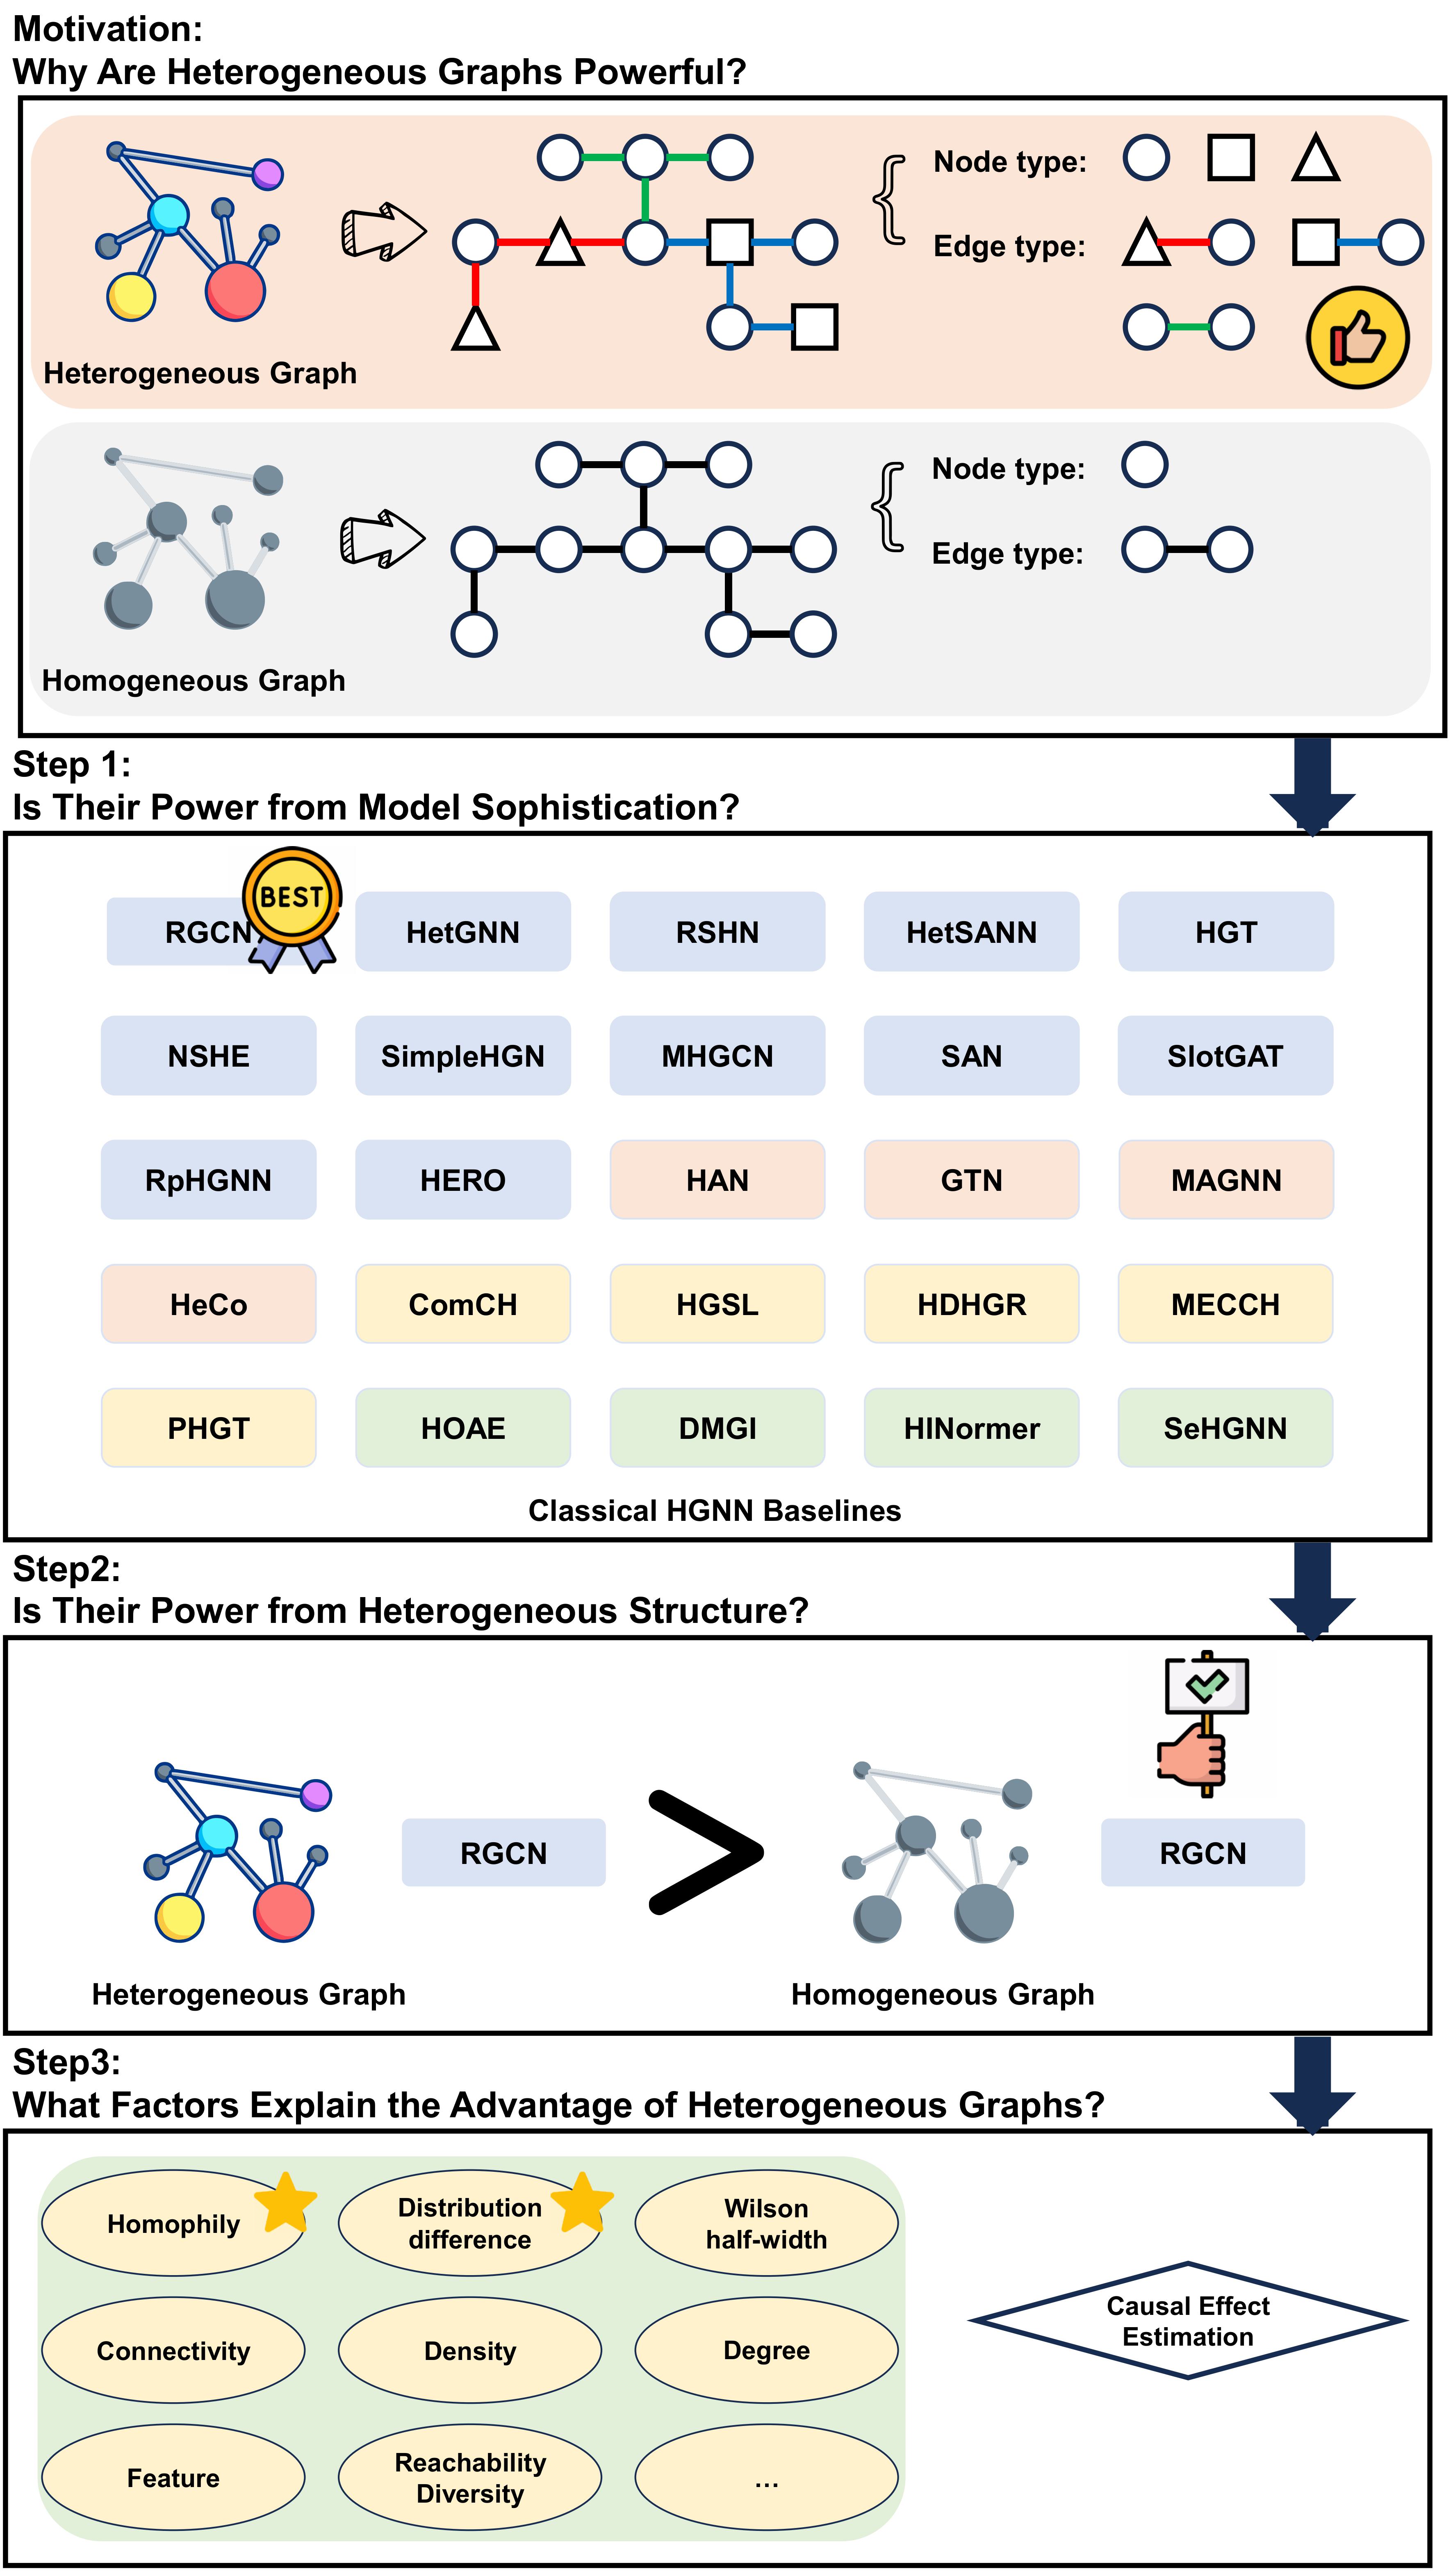 Motivation:
Why Are Heterogeneous Graphs Powerful?
Node type:
Edge type:
Heterogeneous Graph
Node type:
Edge type:
Homogeneous Graph
Step 1:
Is Their Power from Model Sophistication?
BEST
RGCN
HetGNN
RSHN
HetSANN
HGT
NSHE
SimpleHGN
MHGCN
SAN
SlotGAT
RpHGNN
HERO
HAN
GTN
MAGNN
HeCo
ComCH
HGSL
HDHGR
MECCH
PHGT
HOAE
DMGI
HINormer
SeHGNN
Classical HGNN Baselines
Step2:
Is Their Power from Heterogeneous Structure?
RGCN
>
RGCN
Heterogeneous Graph
Homogeneous Graph
Step3:
What Factors Explain the Advantage of Heterogeneous Graphs?
Homophily
Distribution
difference
Wilson
half-width
Connectivity
Density
Degree
Feature
Reachability
Diversity
...
Causal Effect
Estimation